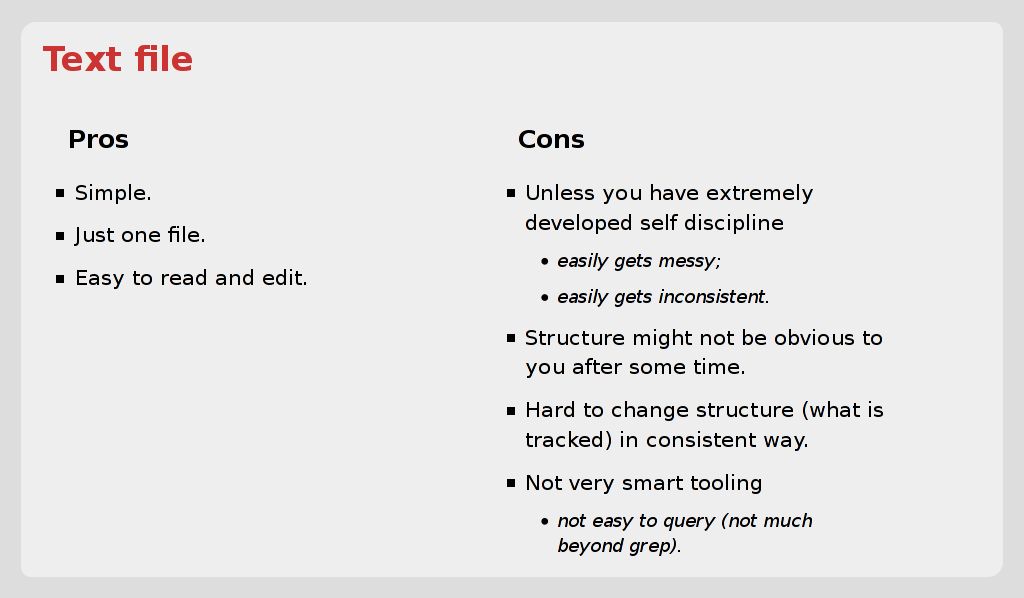 Text file
Pros
Simple.
Just one file.
Easy to read and edit.
Cons
Unless you have extremely
developed self discipline
easily gets messy;
easily gets inconsistent.
Structure might not be obvious to
you after some time.
Hard to change structure (what is
tracked) in consistent way.
Not very smart tooling
not easy to query (not much
beyond grep).